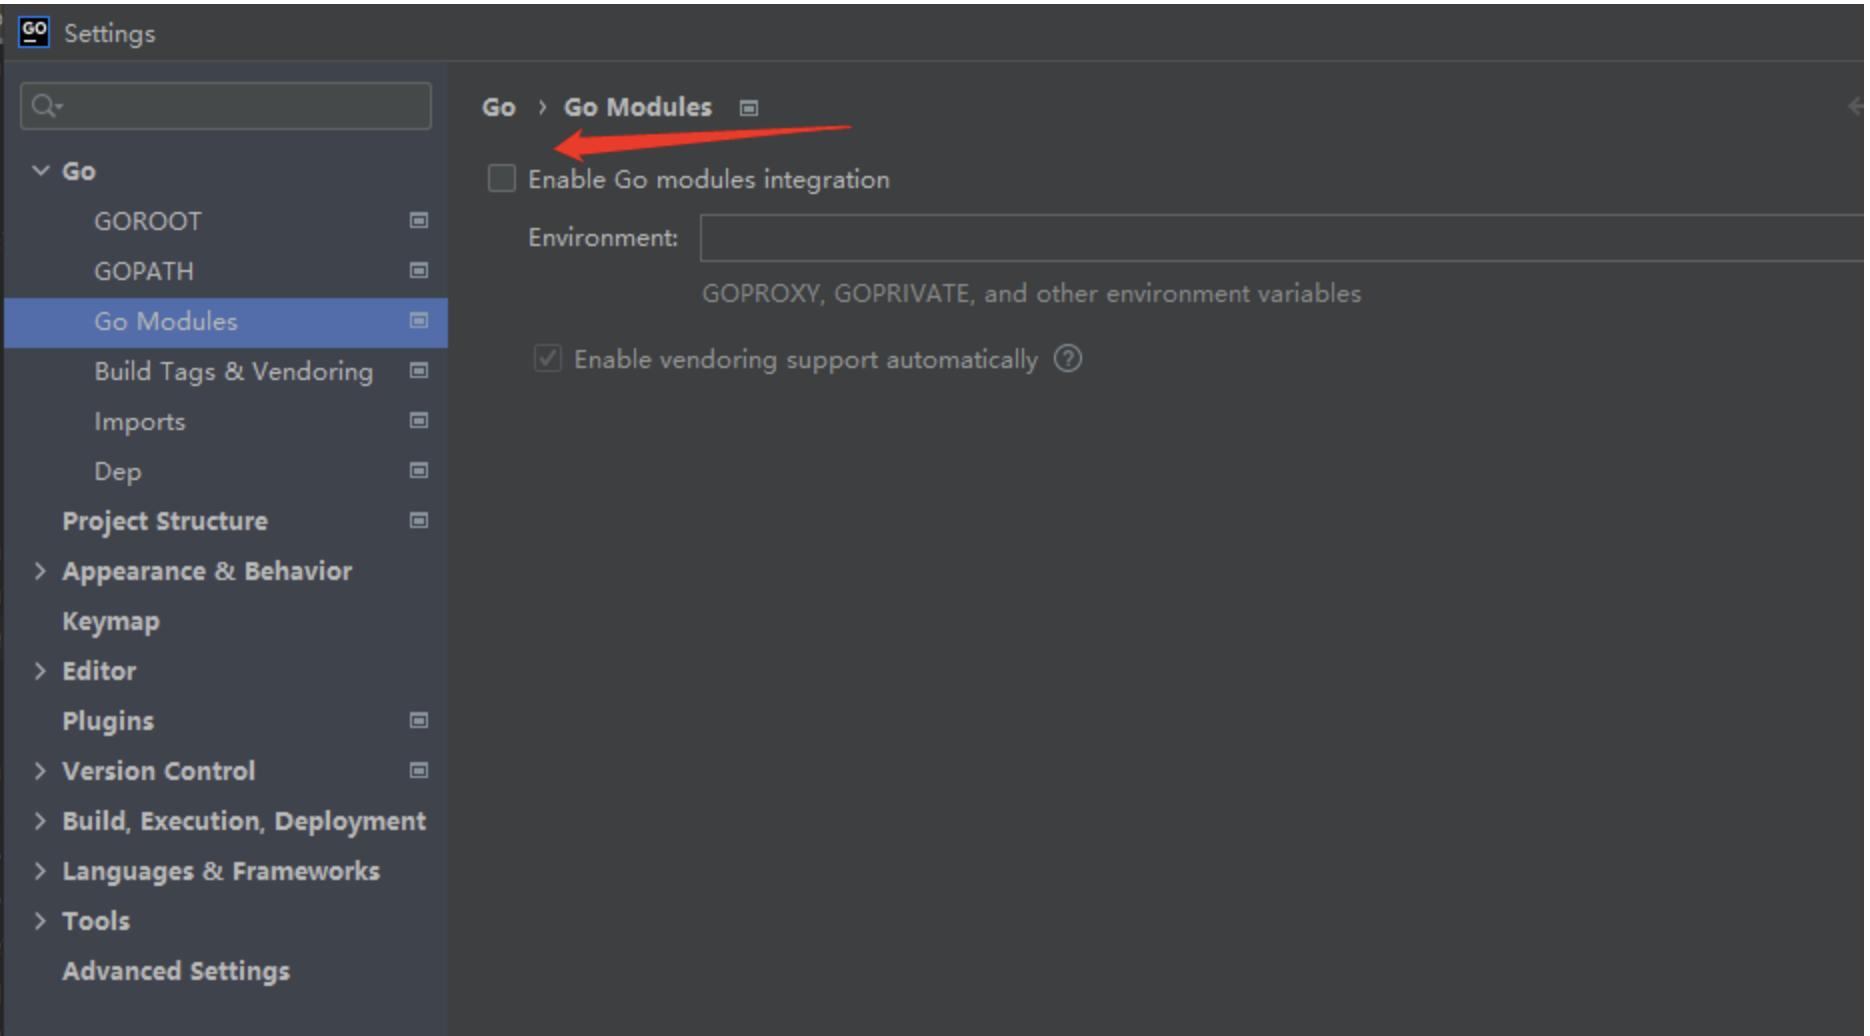 GO Settings
Go
GOROOT
GOPATH
Go Modules
Build Tags & Vendoring
Imports
Dep
Project Structure
Appearance & Behavior
Keymap
Editor
Plugins
Version Control
Build, Execution, Deployment
Languages & Frameworks
Tools
Advanced Settings
Go › Go Modules
Enable Go modules integration
Environment:
GOPROXY, GOPRIVATE, and other environment variables
Enable vendoring support automatically ?